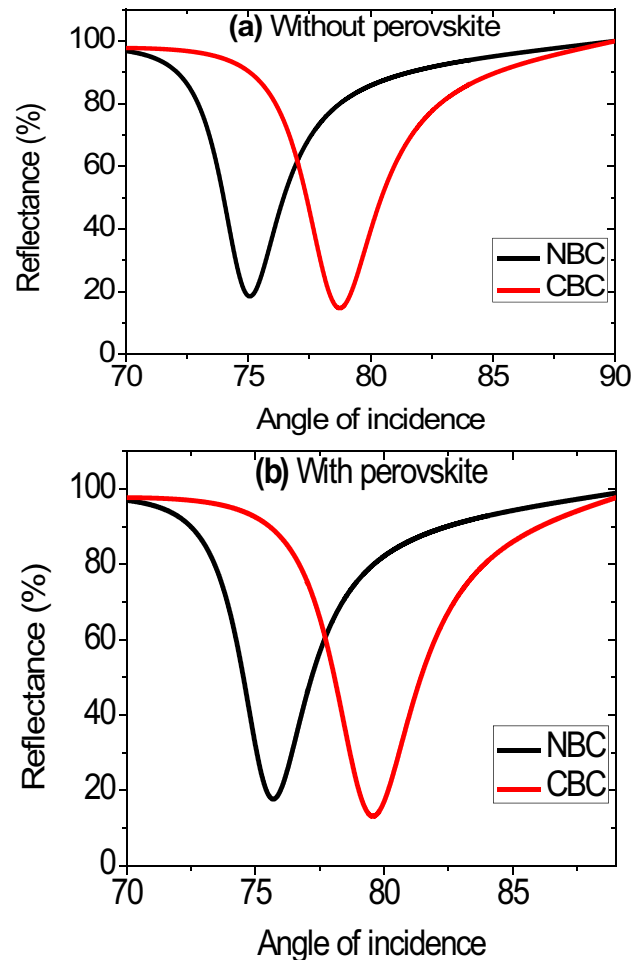 (a) Without perovskite
100
80
60
40
20
0
Reflectance (%)
NBC
CBC
70 75 80 85 90
Angle of incidence
(b) With perovskite
100
80
60
40
20
0
Reflectance (%)
NBC
CBC
70 75 80 85
Angle of incidence